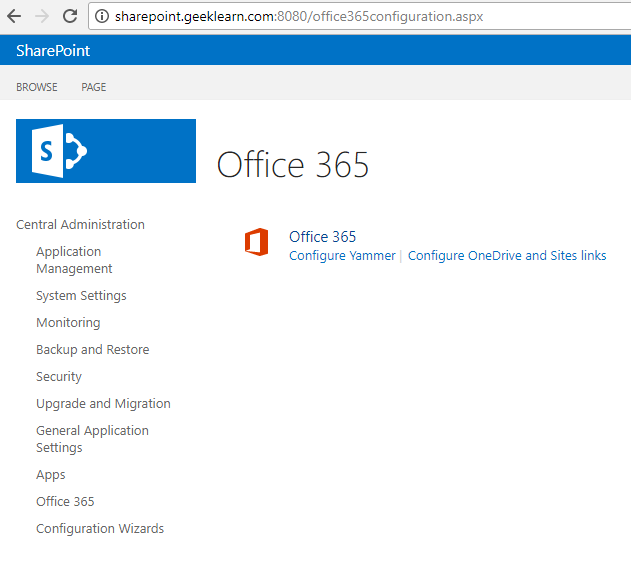 sharepoint.geeklearn.com:8080/office365configuration.aspx
SharePoint
BROWSE PAGE
S
Office 365
Central Administration
Application
Management
System Settings
Monitoring
Backup and Restore
Security
Upgrade and Migration
General Application
Settings
Apps
Office 365
Configuration Wizards
Office 365
Configure Yammer | Configure OneDrive and Sites links